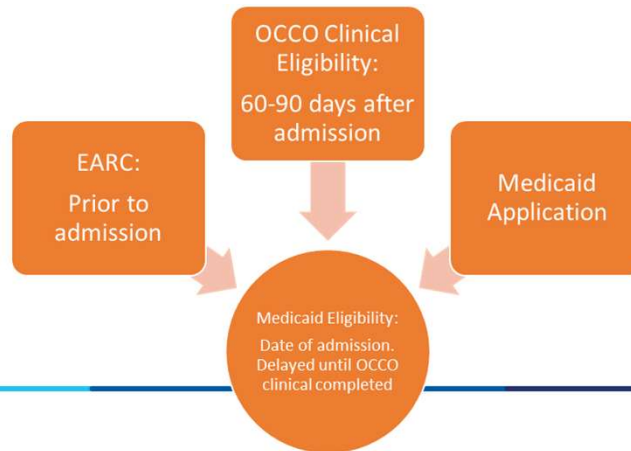 OCCO Clinical
Eligibility:
60-90 days after
admission
EARC:
Prior to
admission
Medicaid
Application
Medicaid Eligibility:
Date of admission.
Delayed until OCCO
clinical completed